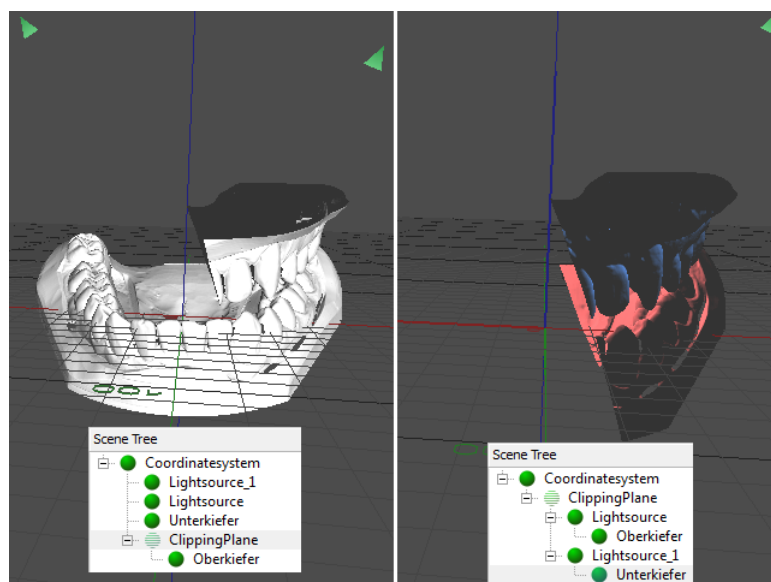 Scene Tree
Coordinatesystem
Lightsource_1
Lightsource
Unterkiefer
ClippingPlane
Oberkiefer
Scene Tree
Coordinatesystem
ClippingPlane
Lightsource
Oberkiefer
Lightsource_1
Unterkiefer